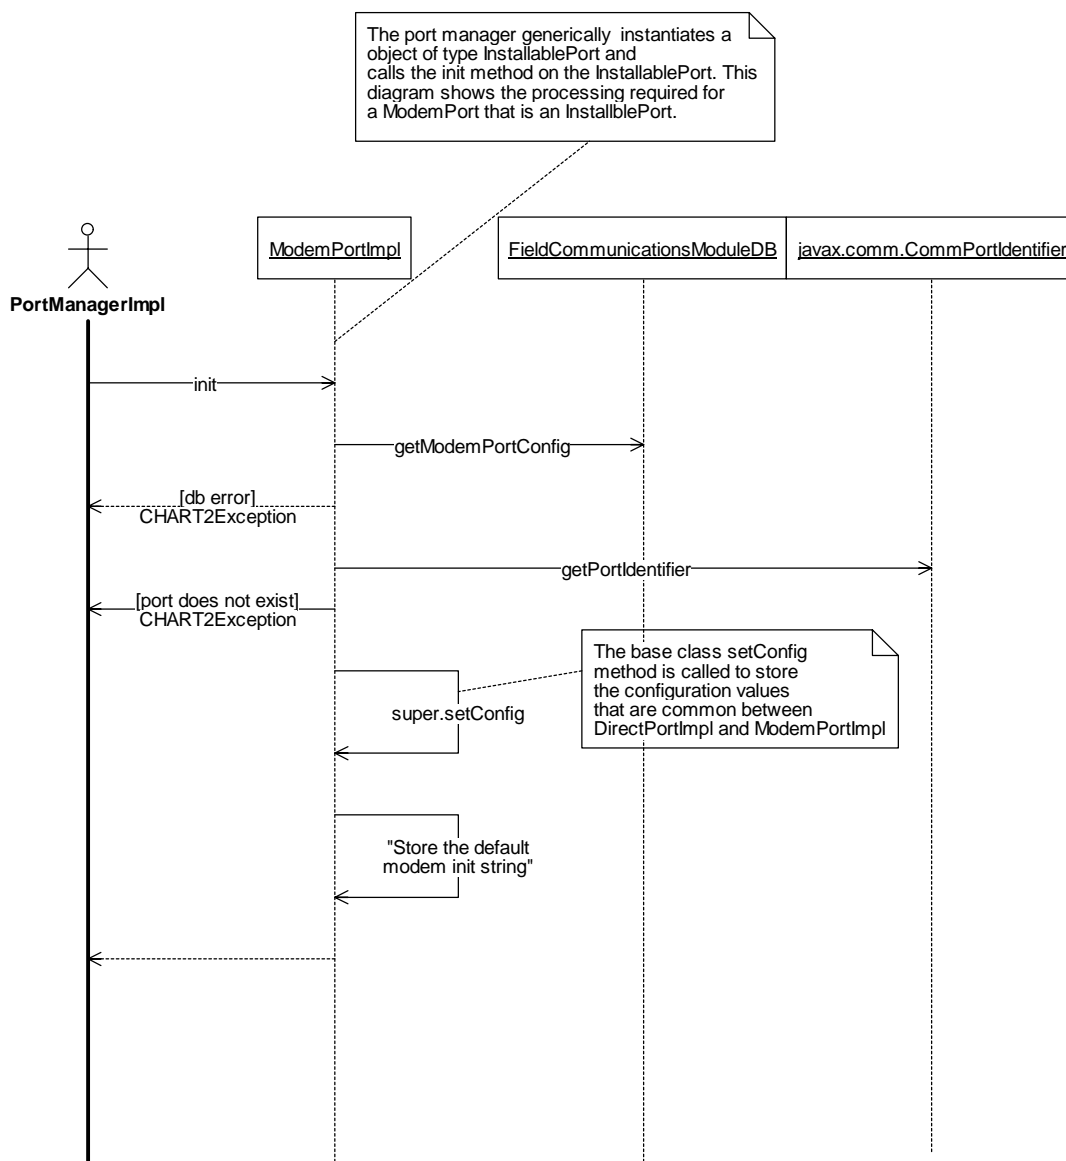 The port manager generically instantiates a
object of type InstallablePort and
calls the init method on the InstallablePort. This
diagram shows the processing required for
a ModemPort that is an InstallblePort.
ModemPortImpl
FieldCommunicationsModuleDB
javax.comm.CommPortIdentifier
PortManagerImpl
init
getModemPortConfig
[db error]
CHART2Exception
getPortIdentifier
[port does not exist]
CHART2Exception
The base class setConfig
method is called to store
the configuration values
that are common between
DirectPortImpl and ModemPortImpl
super.setConfig
"Store the default
modem init string"